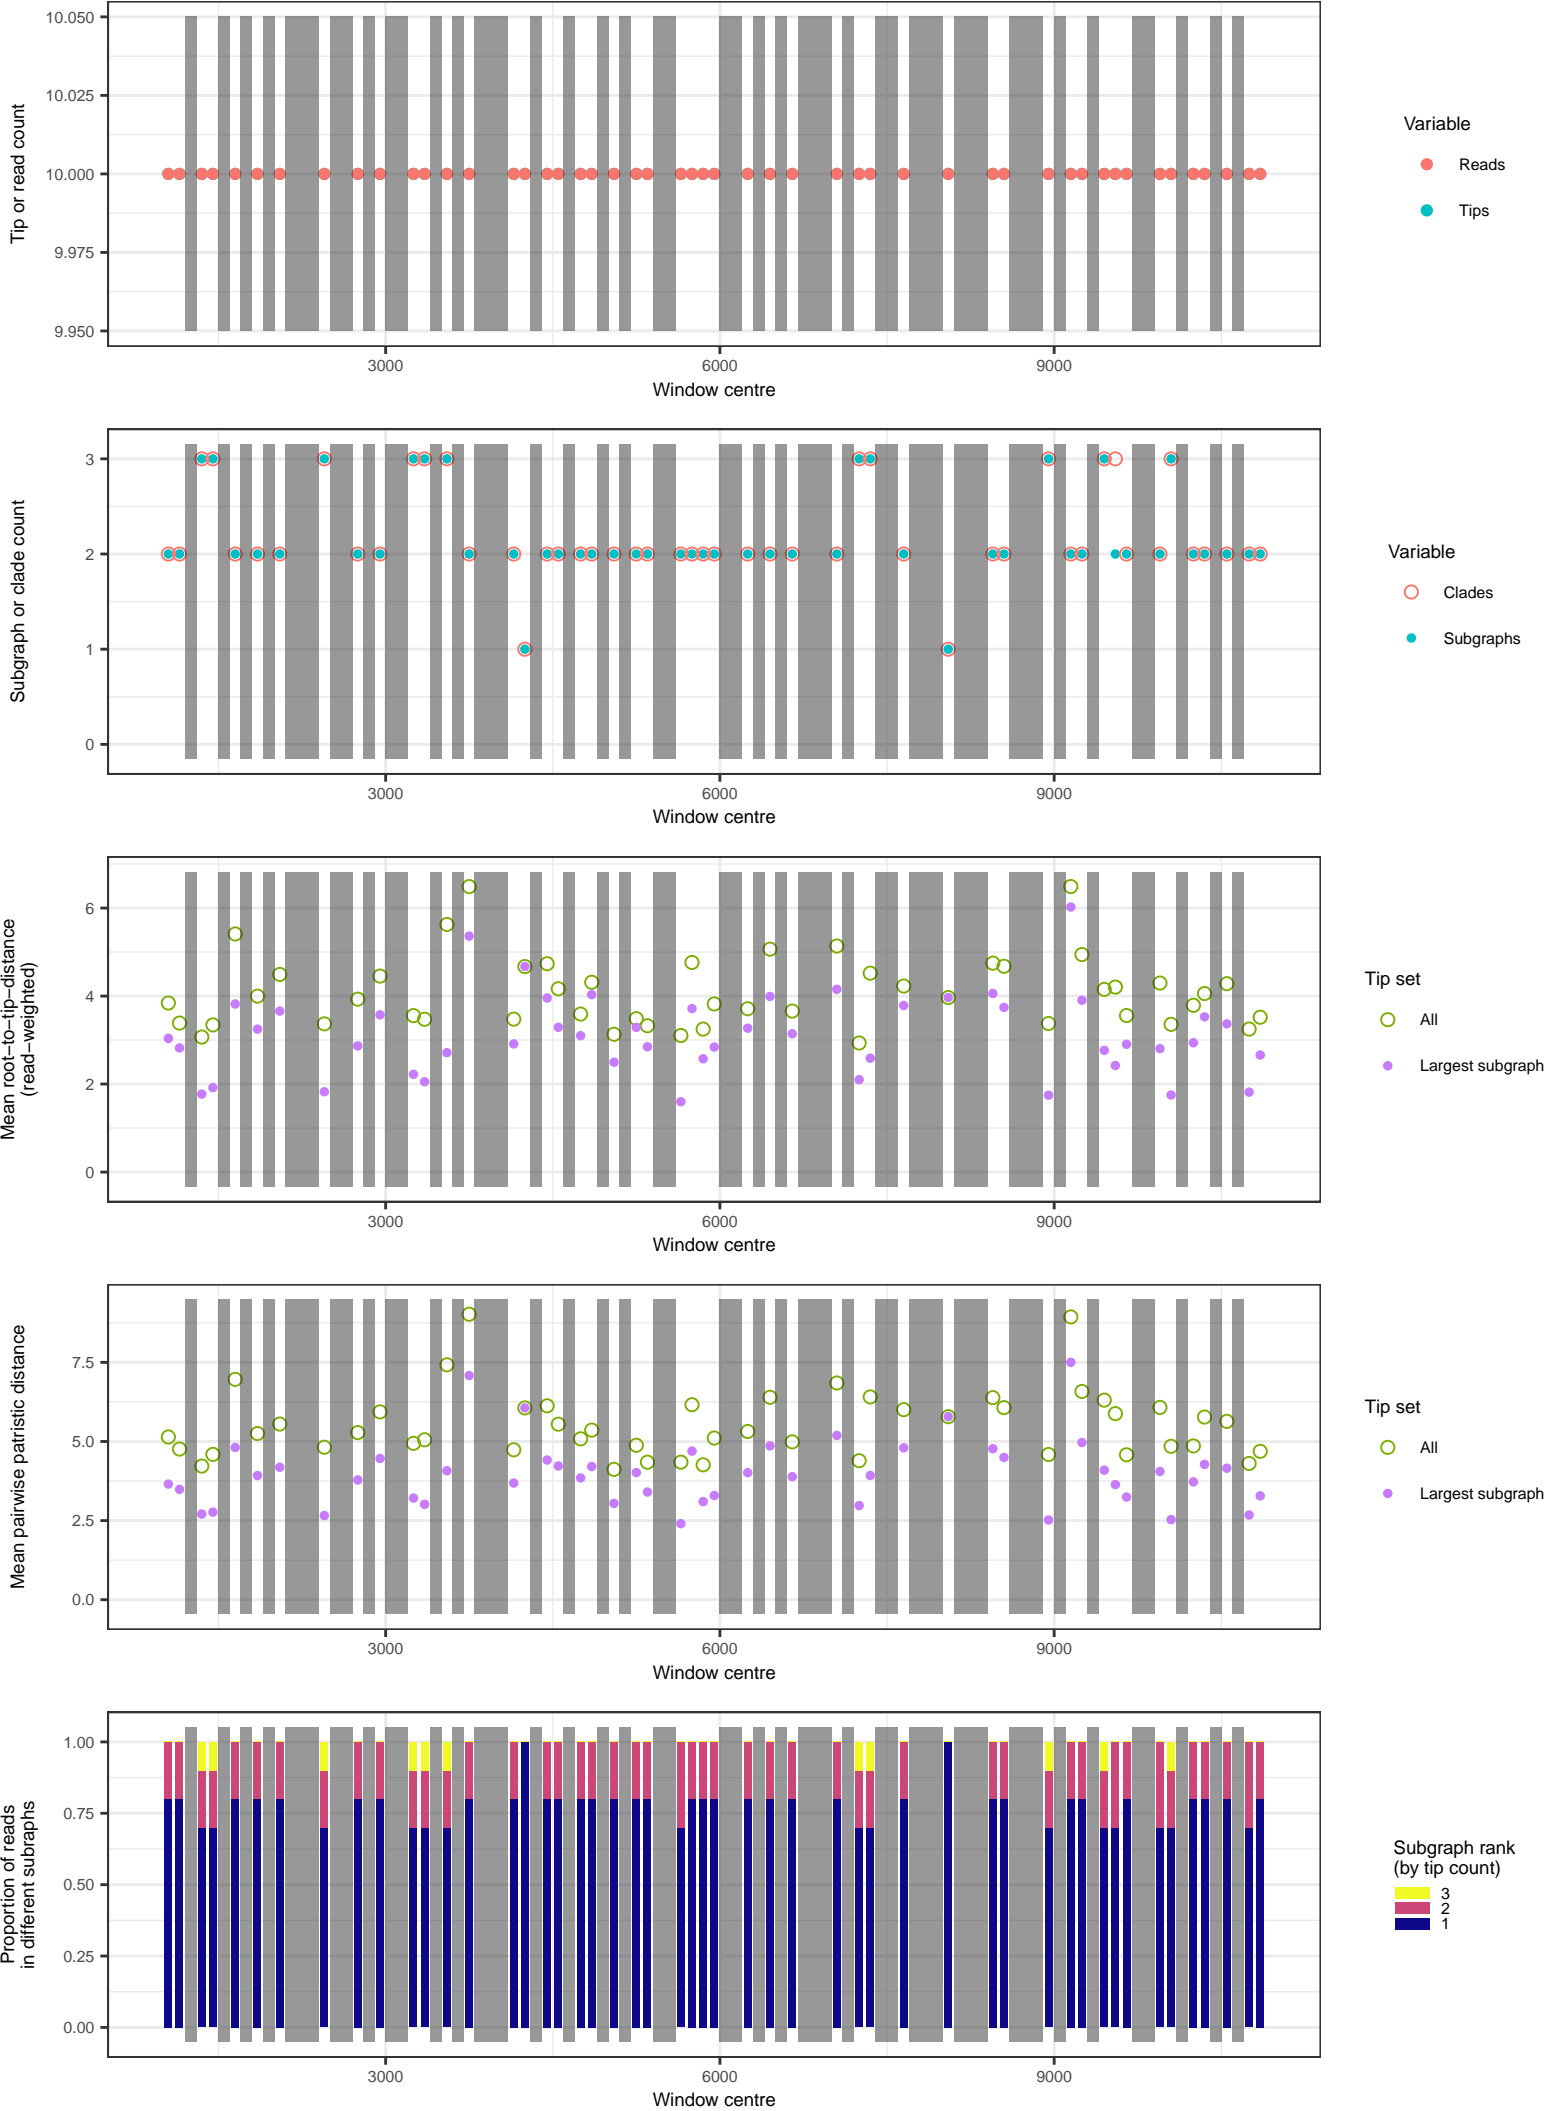 10.050
10.025
10.000
9.975
9.950
Tip or read count
3000
6000
9000
Window centre
Variable
Reads
Tips
3
2
1
0
Subgraph or clade count
3000
6000
9000
Window centre
Variable
Clades
Subgraphs
6
4
2
0
Mean root−to−tip−distance
(read−weighted)
3000
6000
9000
Window centre
Tip set
All
Largest subgraph
7.5
5.0
2.5
0.0
Mean pairwise patristic distance
3000
6000
9000
Window centre
Tip set
All
Largest subgraph
1.00
0.75
0.50
0.25
0.00
Proportion of reads
in different subraphs
3000
6000
9000
Window centre
Subgraph rank
(by tip count)
3
2
1